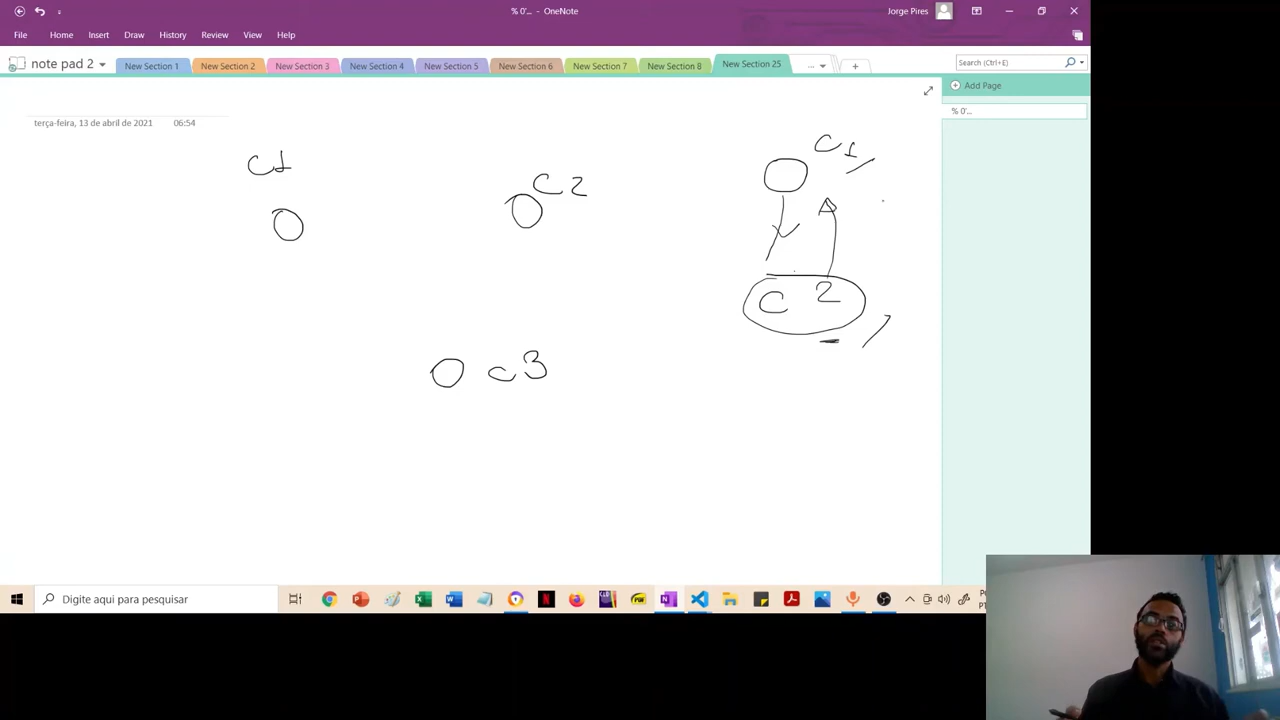 % 0'... - OneNote
Jorge Pires
File Home Insert Draw History Review View Help
note pad 2
New Section 1 New Section 2 New Section 3 New Section 4 New Section 5 New Section 6 New Section 7 New Section 8 New Section 25 ... +
Search (Ctrl+E)
Add Page
% 0'...
terça-feira, 13 de abril de 2021 06:54
C1
C2
C1
C 2
c3
Digite aqui para pesquisar